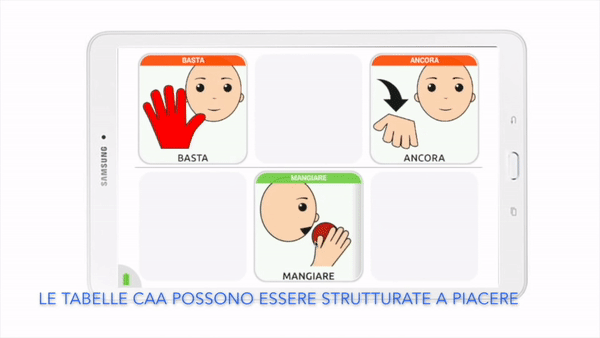 BASTA
ANCORA
BASTA
ANCORA
SAMSUNG
MANGIARE
MANGIARE
LE TABELLE CAA POSSONO ESSERE STRUTTURATE A PIACERE